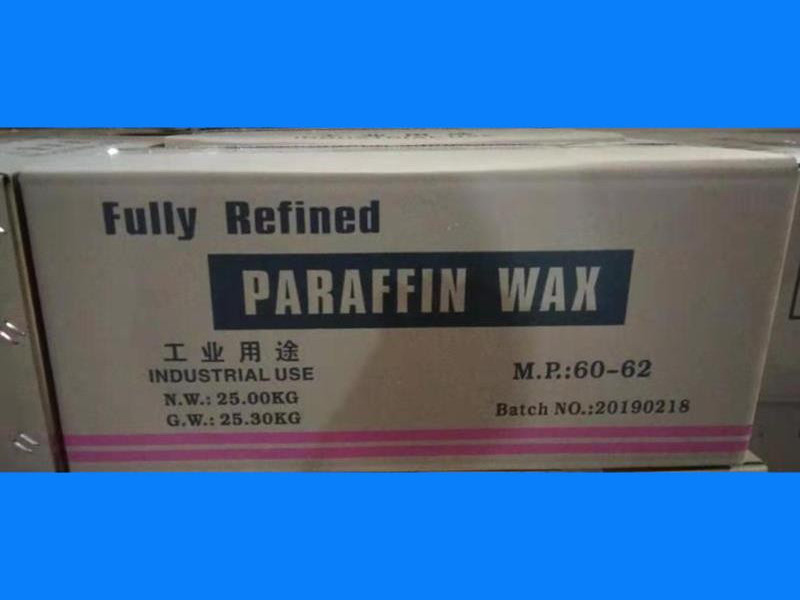 Fully Refined
PARAFFIN WAX
工业用途
INDUSTRIAL USE
N.W.: 25.00KG
G.W.: 25.30KG
M.P.:60-62
Batch NO.:20190218